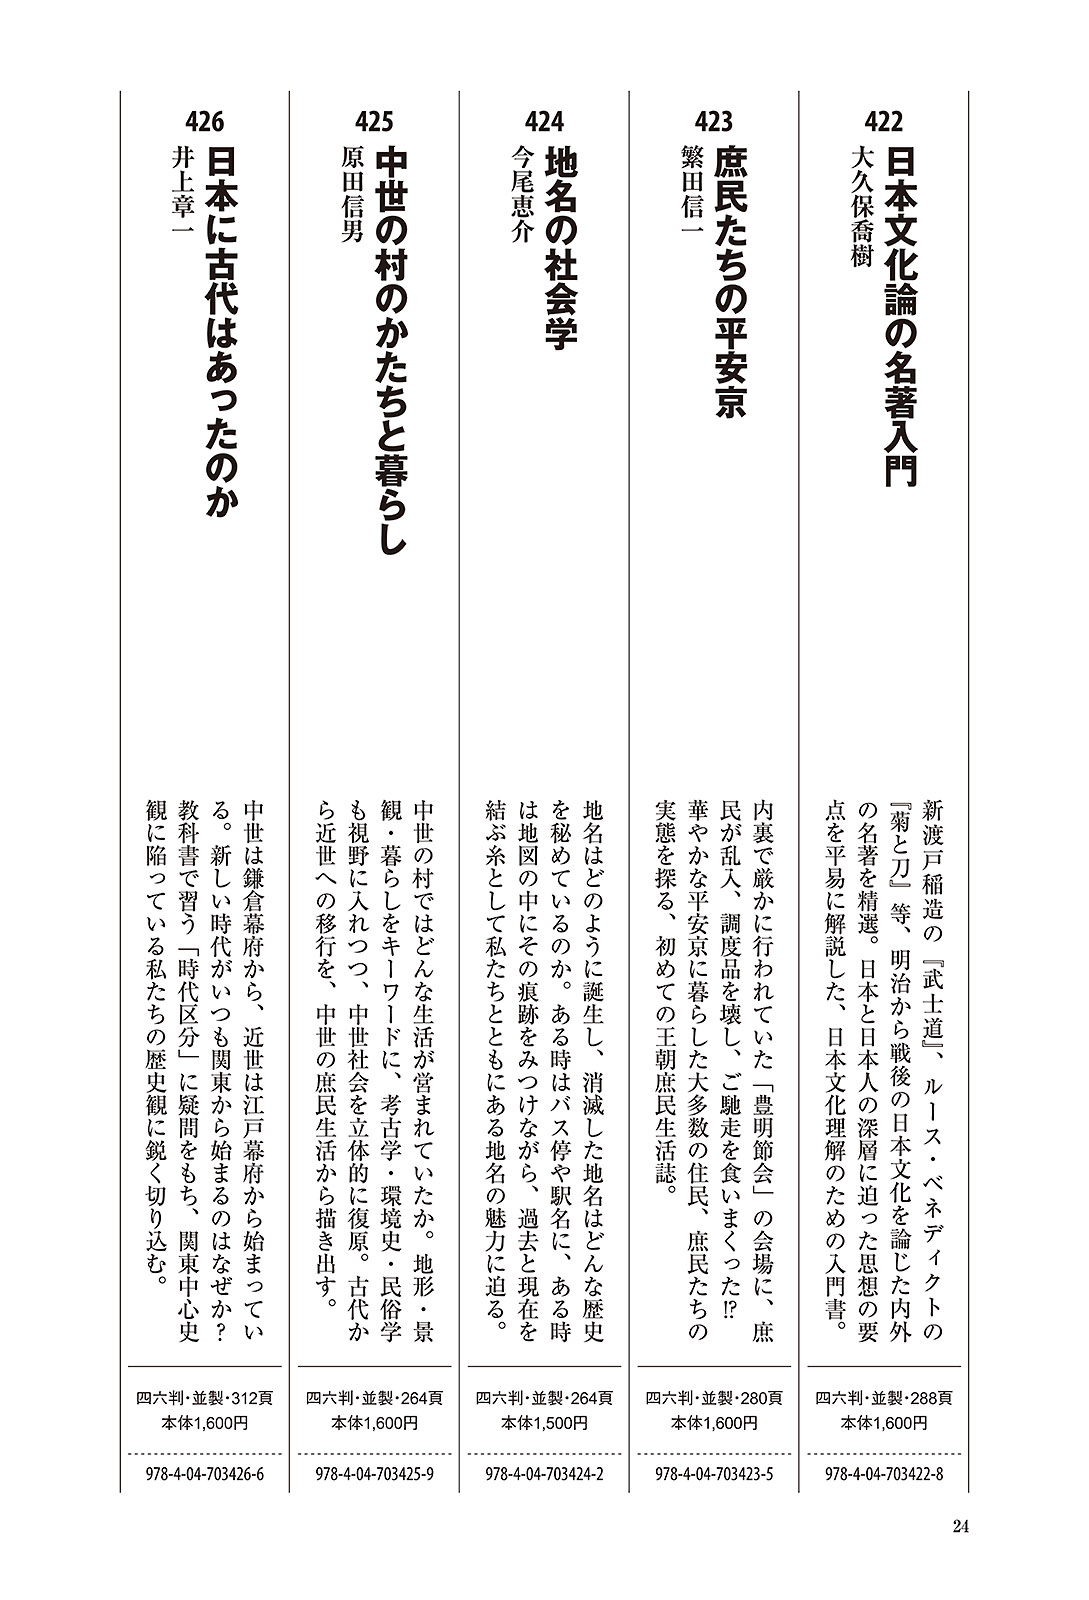 422
日本文化論の名著入門
大久保喬樹
新渡戸稲造の『武士道』、ルース・ベネディクトの
『菊と刀』等、明治から戦後の日本文化を論じた内外
の名著を精選。日本と日本人の深層に迫った思想の要
点を平易に解説した、日本文化理解のための入門書。
四六判・並製・288頁
本体1,600円
978-4-04-703422-8
423
庶民たちの平安京
繁田信一
内裏で厳かに行われていた「豊明節会」の会場に、庶
民が乱入、調度品を壊し、ご馳走を食いまくった!?
華やかな平安京に暮らした大多数の住民、庶民たちの
実態を探る、初めての王朝庶民生活誌。
四六判・並製・280頁
本体1,600円
978-4-04-703423-5
424
地名の社会学
今尾恵介
地名はどのように誕生し、消滅した地名はどんな歴史
を秘めているのか。ある時はバス停や駅名に、ある時
は地図の中にその痕跡をみつけながら、過去と現在を
結ぶ糸として私たちとともにある地名の魅力に迫る。
四六判・並製・264頁
本体1,500円
978-4-04-703424-2
425
中世の村のかたちと暮らし
原田信男
中世の村ではどんな生活が営まれていたか。地形・景
観・暮らしをキーワードに、考古学・環境史・民俗学
も視野に入れつつ、中世社会を立体的に復原。古代か
ら近世への移行を、中世の庶民生活から描き出す。
四六判・並製・264頁
本体1,600円
978-4-04-703425-9
426
日本に古代はあったのか
井上章一
中世は鎌倉幕府から、近世は江戸幕府から始まってい
る。新しい時代がいつも関東から始まるのはなぜか？
教科書で習う「時代区分」に疑問をもち、関東中心史
観に陥っている私たちの歴史観に鋭く切り込む。
四六判・並製・312頁
本体1,600円
978-4-04-703426-6
24